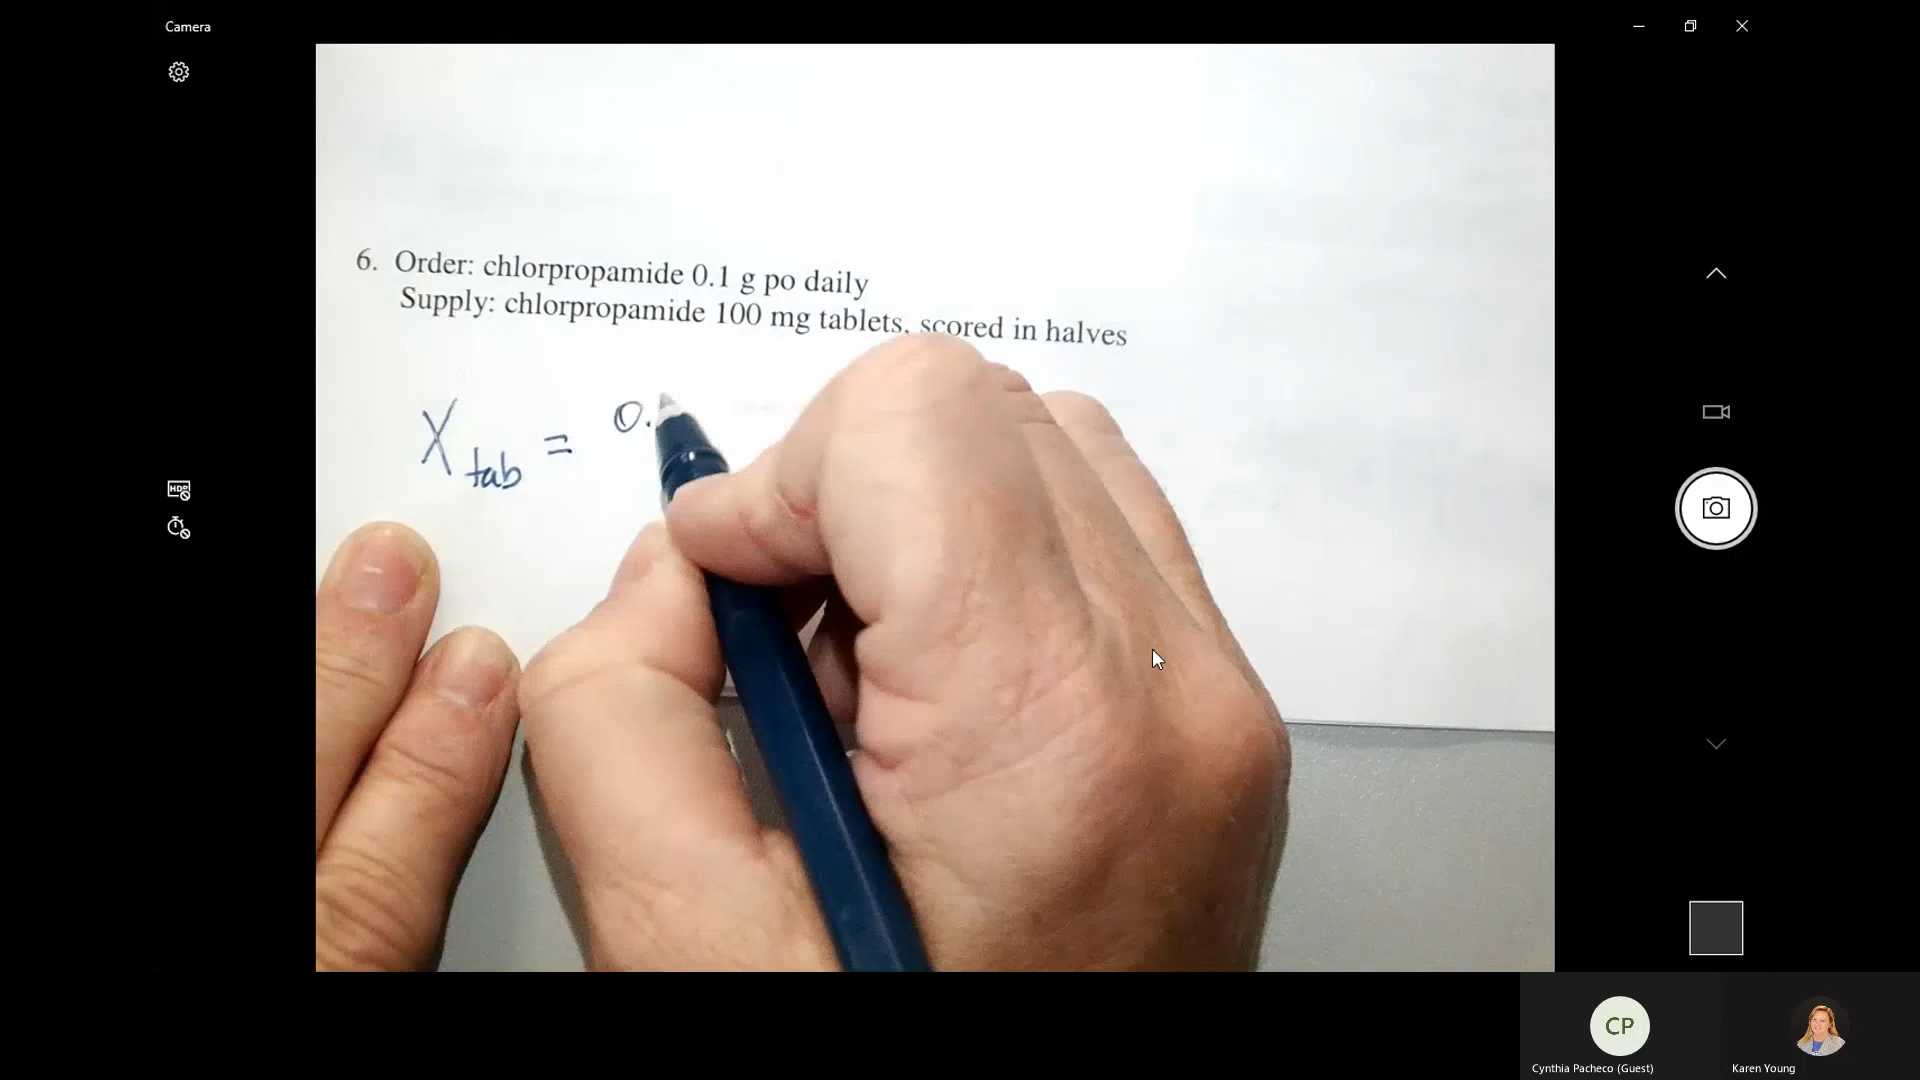 Camera
6. Order: chlorpropamide 0.1 g po daily
Supply: chlorpropamide 100 mg tablets, scored in halves
X tab = 0.
HDR
CP
Cynthia Pacheco (Guest)
Karen Young